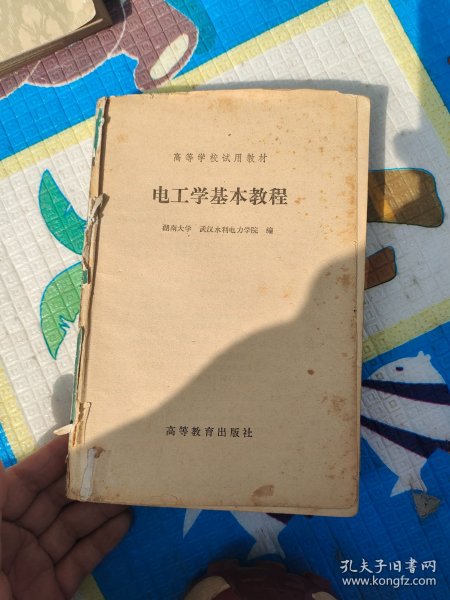 高等学校试用教材
电工学基本教程
湖南大学 武汉水利电力学院 编
高等教育出版社
孔夫子旧书网
www.kongfz.com